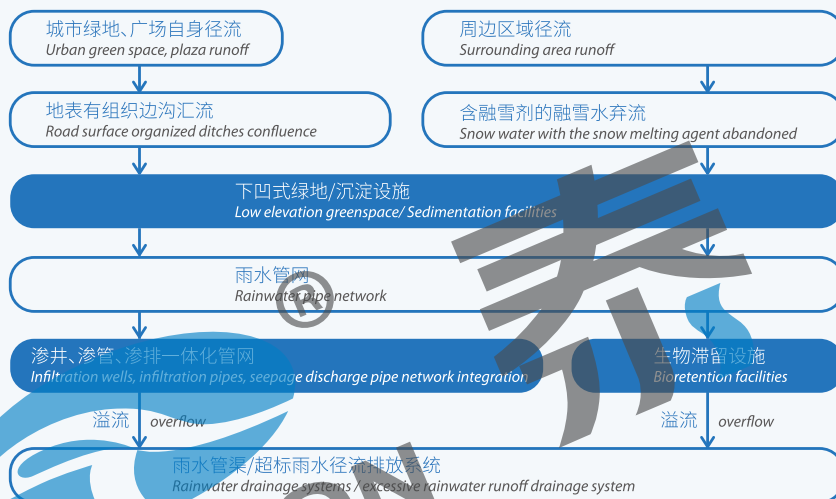 城市绿地、广场自身径流
Urban green space, plaza runoff
周边区域径流
Surrounding area runoff
地表有组织边沟汇流
Road surface organized ditches confluence
含融雪剂的融雪水弃流
Snow water with the snow melting agent abandoned
下凹式绿地/沉淀设施
Low elevation greenspace/ Sedimentation facilities
雨水管网
Rainwater pipe network
®
渗井、渗管、渗排一体化管网
Infiltration wells, infiltration pipes, seepage discharge pipe network integration
生物滞留设施
Bioretention facilities
溢流 overflow
溢流 overflow
雨水管渠/超标雨水径流排放系统
Rainwater drainage systems / excessive rainwater runoff drainage system